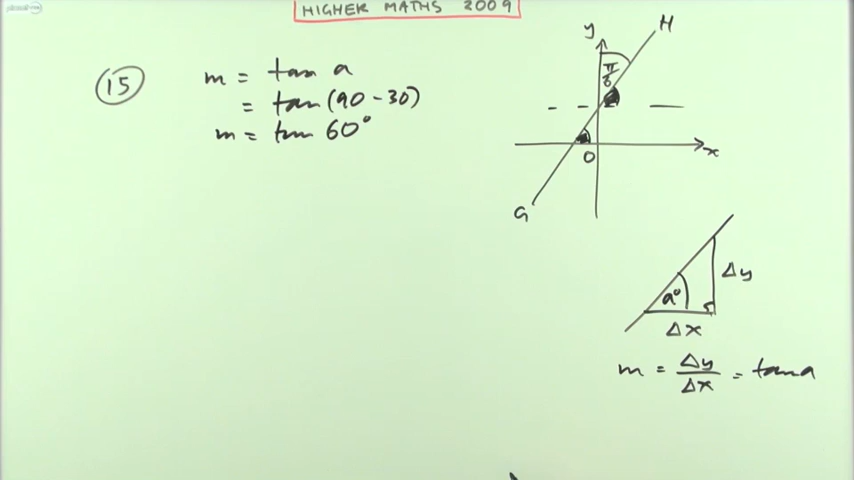 HIGHER MATHS 2009
15
m = tan a
= tan(90 - 30)
m = tan 60°
y
H
π/6
O
x
G
a°
Δy
Δx
m = Δy/Δx = tan a